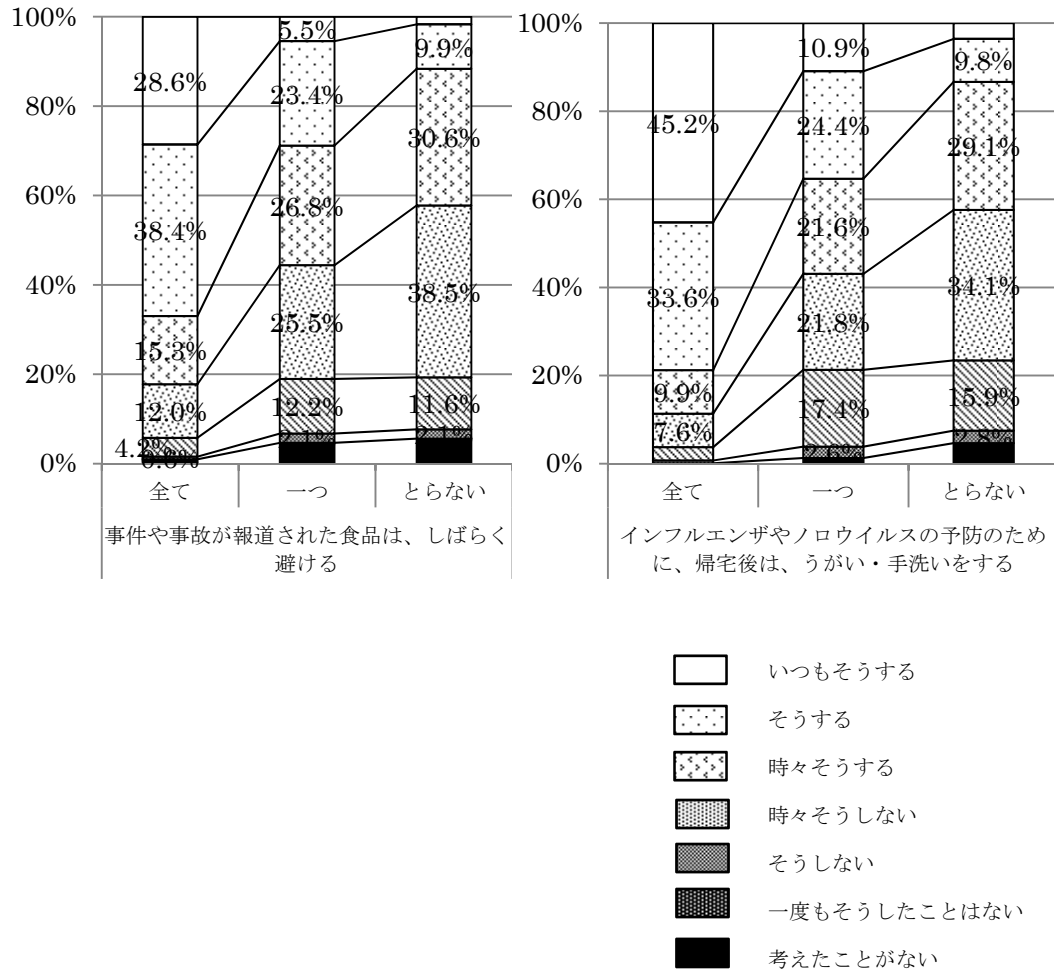 100%
80%
60%
40%
20%
0%
28.6%
38.4%
15.3%
12.0%
4.2%
5.5%
23.4%
26.8%
25.5%
12.2%
2.1%
9.9%
30.6%
38.5%
11.6%
2.1%
全て
一つ
とらない
事件や事故が報道された食品は、しばらく
避ける
100%
80%
60%
40%
20%
0%
45.2%
33.6%
9.9%
7.6%
10.9%
24.4%
21.6%
21.8%
17.4%
2.6%
9.8%
29.1%
34.1%
15.9%
2.8%
全て
一つ
とらない
インフルエンザやノロウイルスの予防のため
に、帰宅後は、うがい・手洗いをする
いつもそうする
そうする
時々そうする
時々そうしない
そうしない
一度もそうしたことはない
考えたことがない